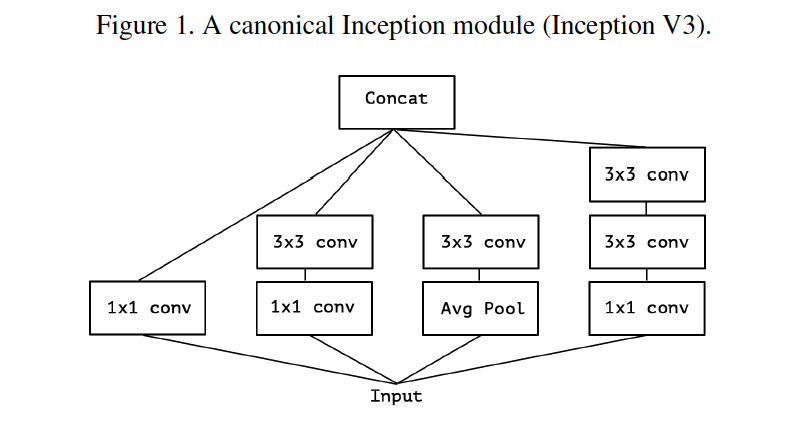 Figure 1. A canonical Inception module (Inception V3).
Concat
3x3 conv
3x3 conv
3x3 conv
3x3 conv
1x1 conv
1x1 conv
Avg Pool
1x1 conv
Input